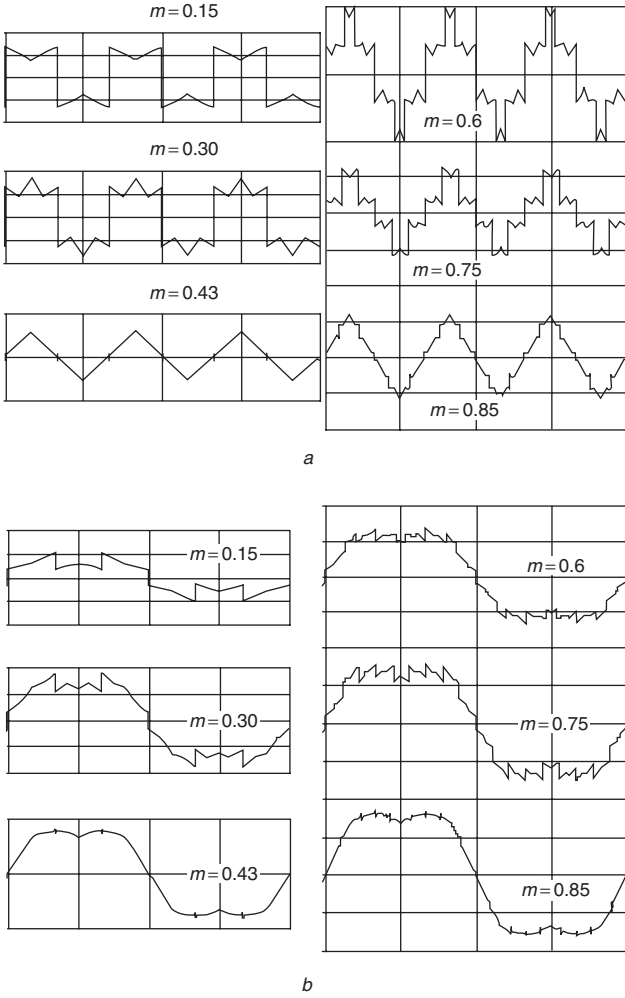 m = 0.15
m = 0.30
m = 0.43
m = 0.6
m = 0.75
m = 0.85
a
m = 0.15
m = 0.30
m = 0.43
m = 0.6
m = 0.75
m = 0.85
b